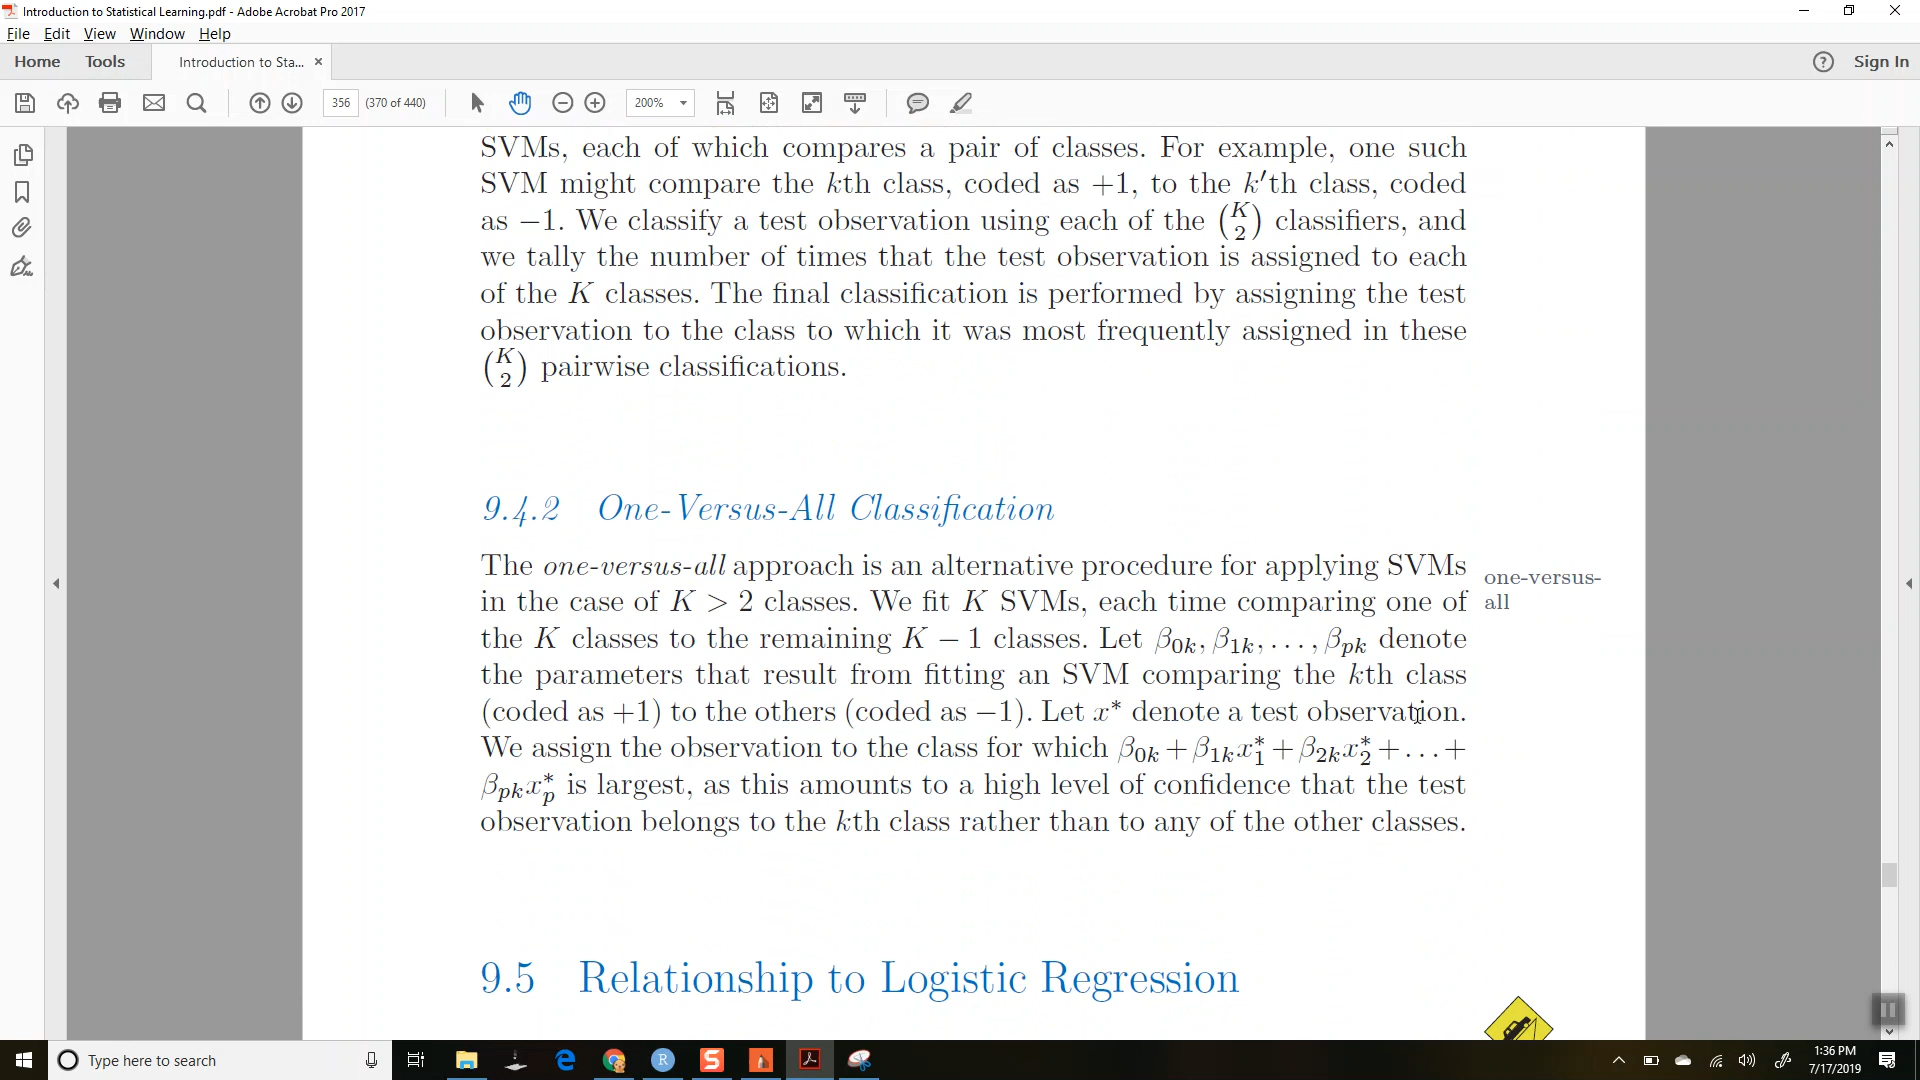 Introduction to Statistical Learning.pdf - Adobe Acrobat Pro 2017
File Edit View Window Help
Home Tools Introduction to Sta... × ? Sign In
356 (370 of 440) 200%
SVMs, each of which compares a pair of classes. For example, one such
SVM might compare the kth class, coded as +1, to the k′th class, coded
as −1. We classify a test observation using each of the (K 2) classifiers, and
we tally the number of times that the test observation is assigned to each
of the K classes. The final classification is performed by assigning the test
observation to the class to which it was most frequently assigned in these
(K 2) pairwise classifications.
9.4.2 One-Versus-All Classification
The one-versus-all approach is an alternative procedure for applying SVMs
in the case of K > 2 classes. We fit K SVMs, each time comparing one of
the K classes to the remaining K − 1 classes. Let β0k, β1k, . . . , βpk denote
the parameters that result from fitting an SVM comparing the kth class
(coded as +1) to the others (coded as −1). Let x* denote a test observation.
We assign the observation to the class for which β0k + β1kx*1 + β2kx*2 + . . . +
βpkx*p is largest, as this amounts to a high level of confidence that the test
observation belongs to the kth class rather than to any of the other classes.
one-versus-
all
9.5 Relationship to Logistic Regression
Type here to search
1:36 PM
7/17/2019